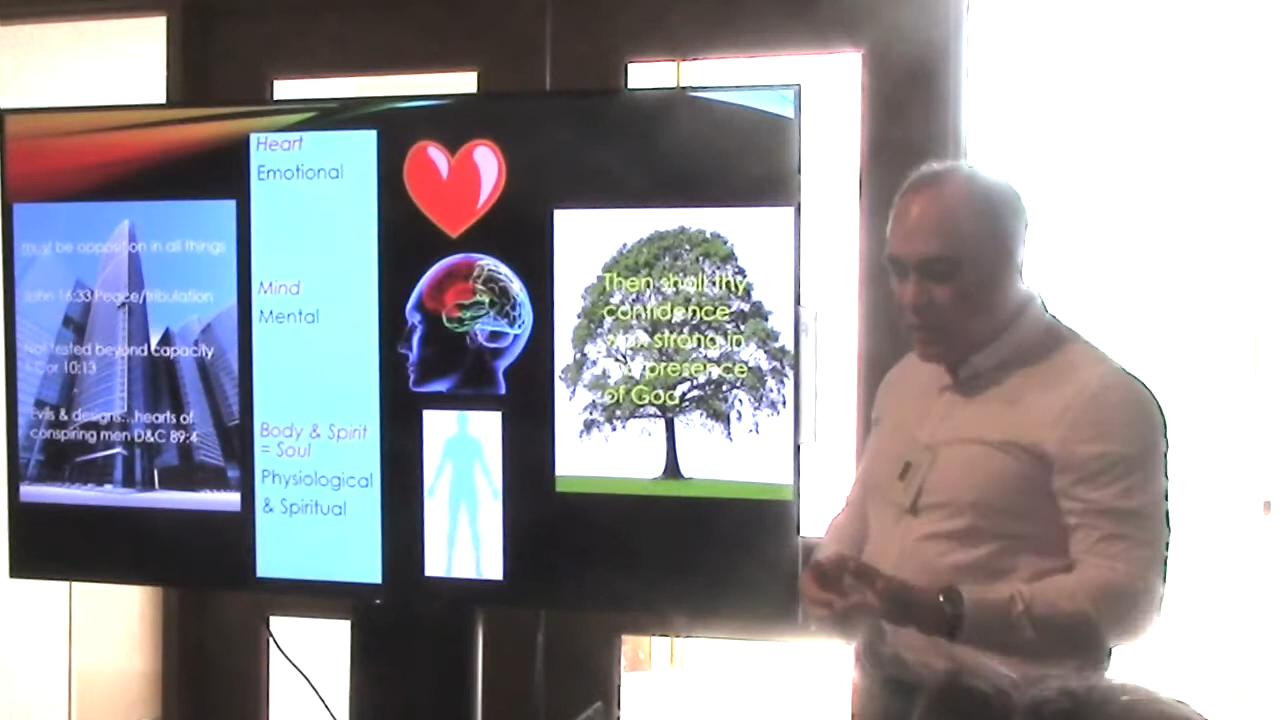 must be opposition in all things
John 16:33 Peace/tribulation
Not tested beyond capacity
1 Cor 10:13
Evils & designs...hearts of
conspiring men D&C 89:4
Heart
Emotional
Mind
Mental
Body & Spirit
= Soul
Physiological
& Spiritual
Then shall thy
confidence
wax strong in
the presence
of God